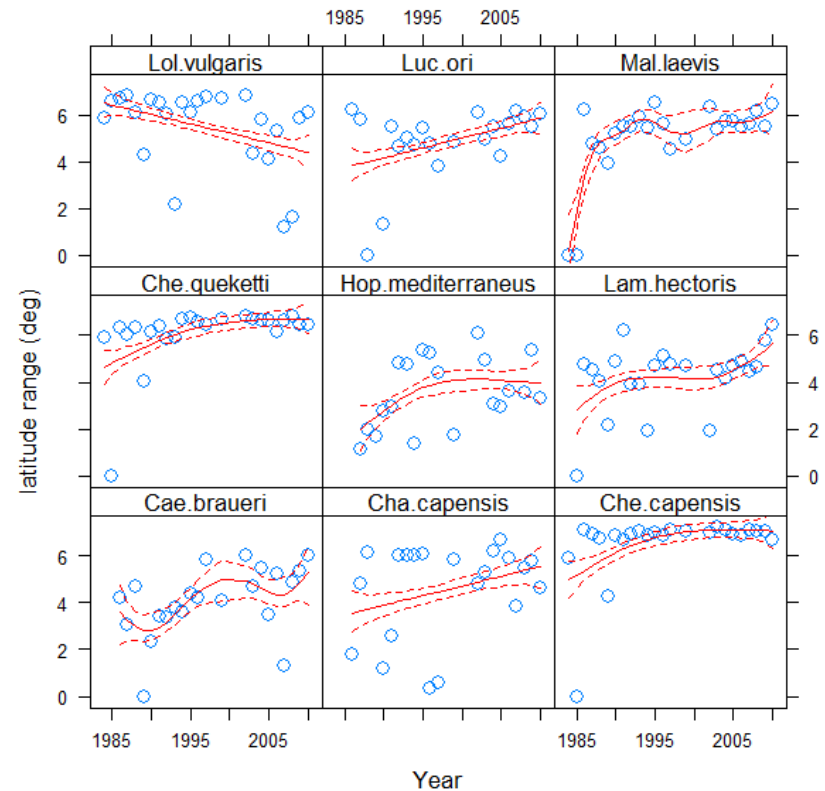 1985 1995 2005
Lol.vulgaris Luc.ori Mal.laevis
6
4
2
0
Che.queketti Hop.mediterraneus Lam.hectoris
6
4
2
0
latitude range (deg)
Cae.braueri Cha.capensis Che.capensis
6
4
2
0
1985 1995 2005 1985 1995 2005
Year